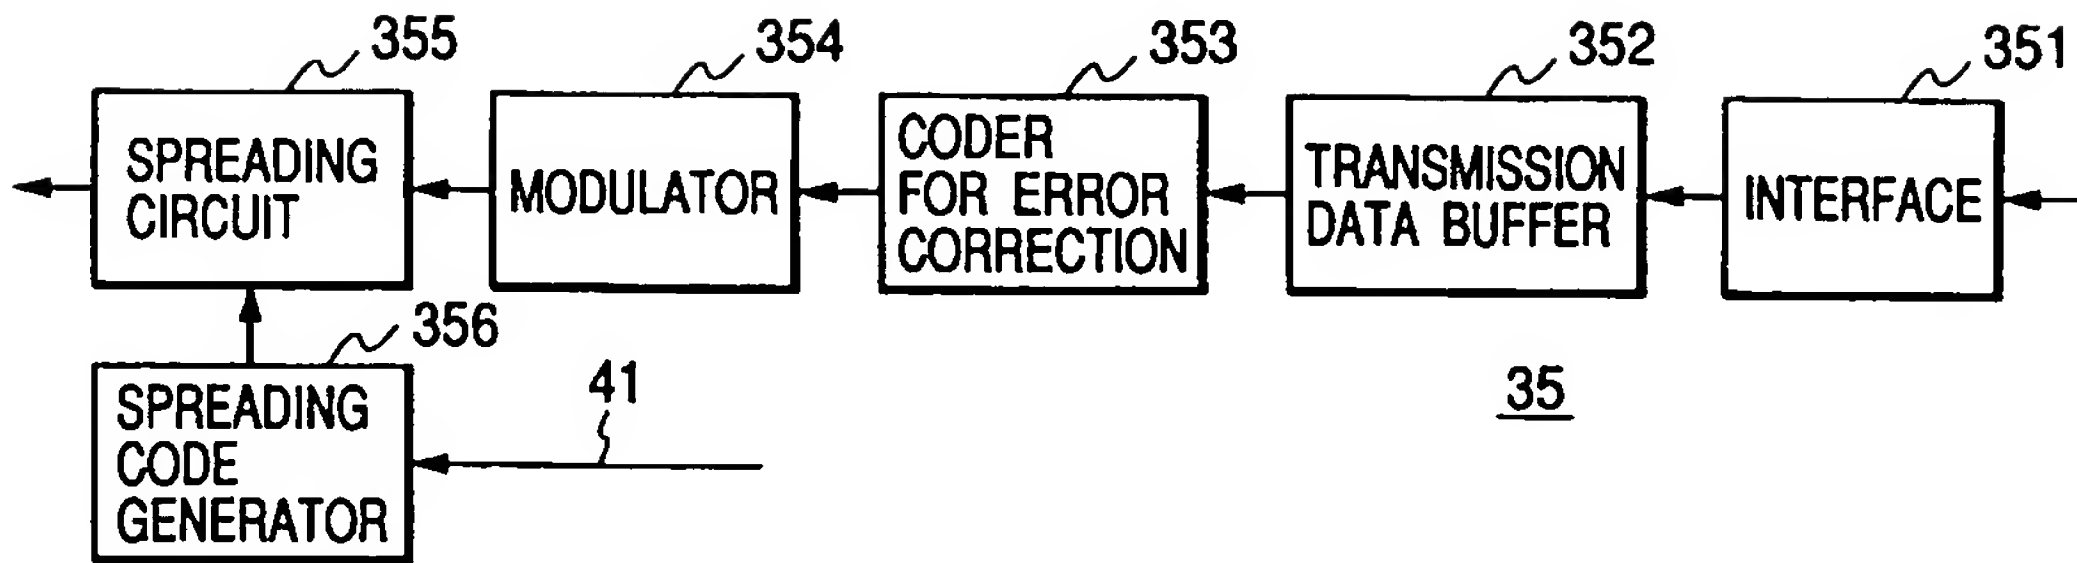 355
354
353
352
351
SPREADING
CIRCUIT
MODULATOR
CODER
FOR ERROR
CORRECTION
TRANSMISSION
DATA BUFFER
INTERFACE
356
SPREADING
CODE
GENERATOR
41
35